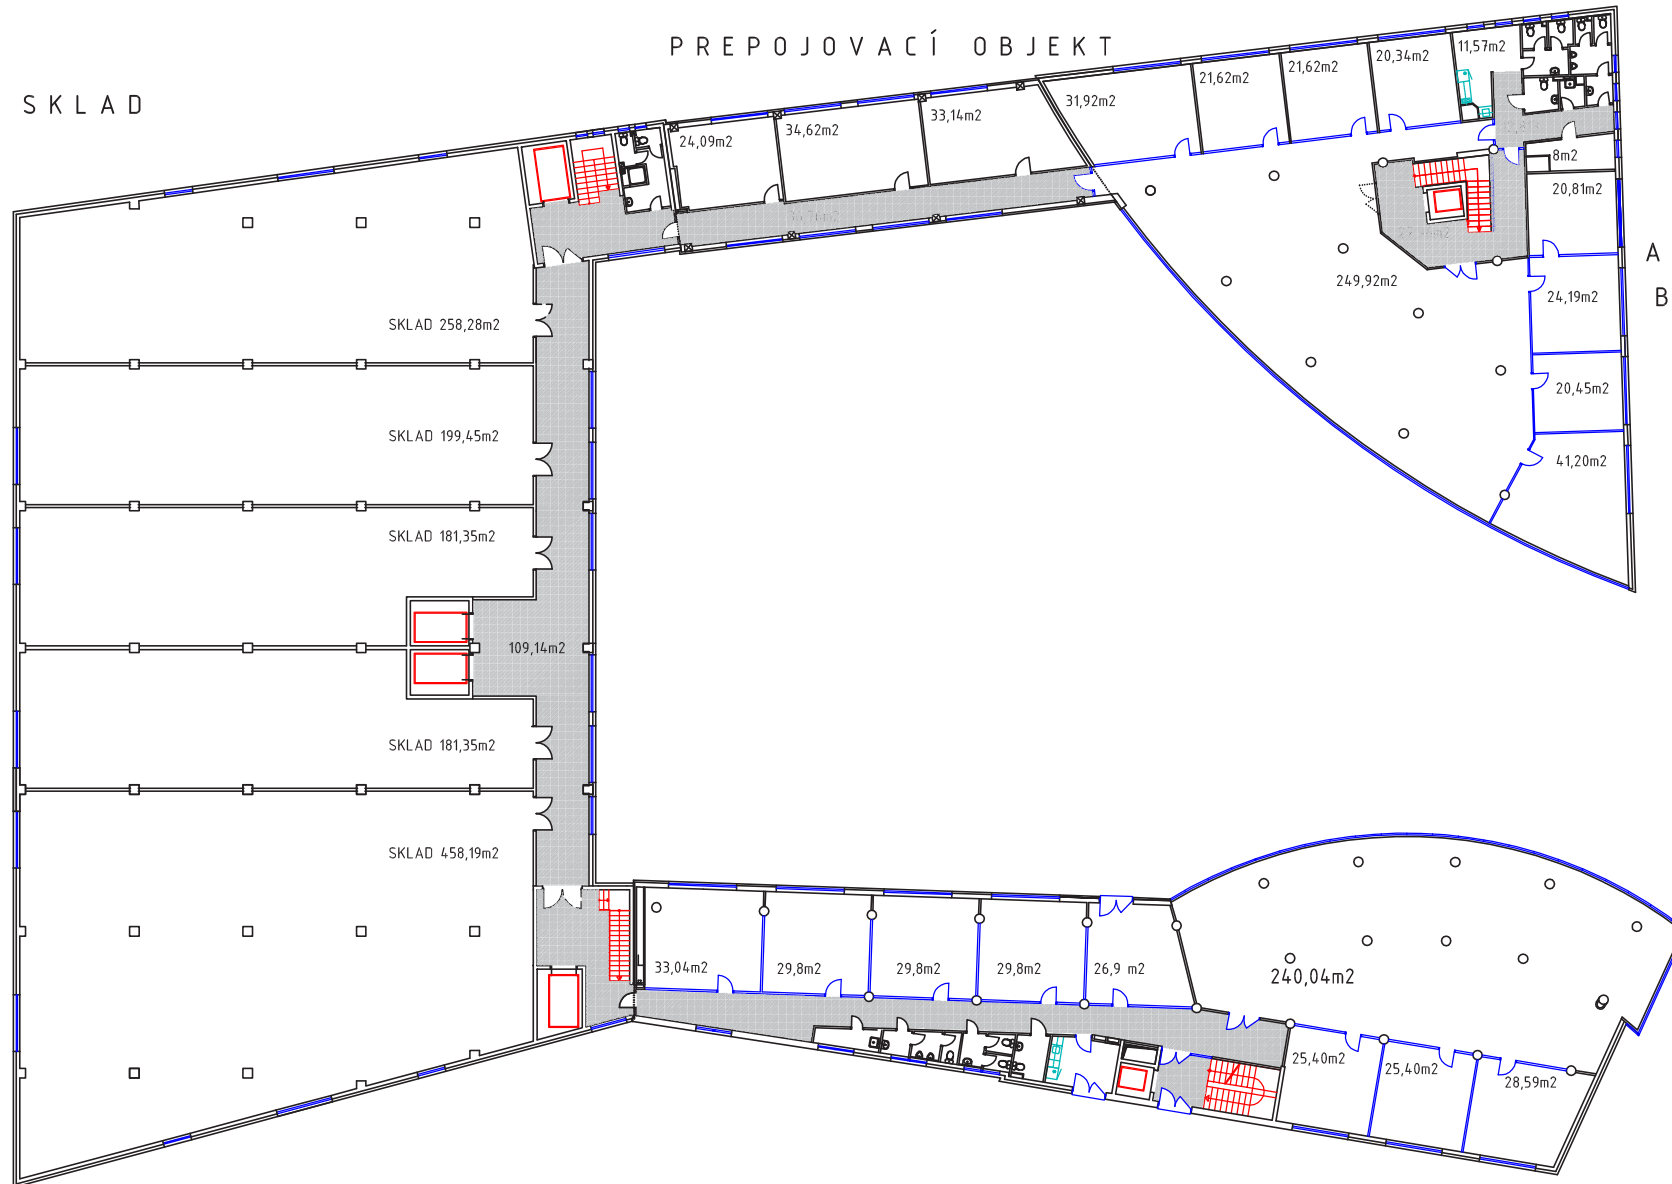 PREPOJOVACÍ OBJEKT
SKLAD
24,09m2
34,62m2
33,14m2
31,92m2
21,62m2
21,62m2
20,34m2
11,57m2
8m2
20,81m2
A
B
249,92m2
24,19m2
20,45m2
41,20m2
SKLAD 258,28m2
SKLAD 199,45m2
SKLAD 181,35m2
109,14m2
SKLAD 181,35m2
SKLAD 458,19m2
33,04m2
29,8m2
29,8m2
29,8m2
26,9 m2
240,04m2
25,40m2
25,40m2
28,59m2